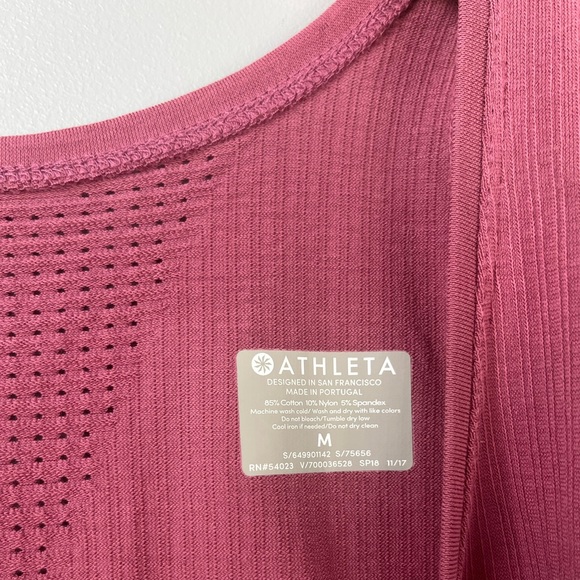 ATHLETA
DESIGNED IN SAN FRANCISCO
MADE IN PORTUGAL
85% Cotton 10% Nylon 5% Spandex
Machine wash cold/ Wash and dry with like colors
Do not bleach/Tumble dry low
Cool iron if needed/Do not dry clean
M
S/649901142 S/75656
RN#54023 V/700036528 SP18 11/17